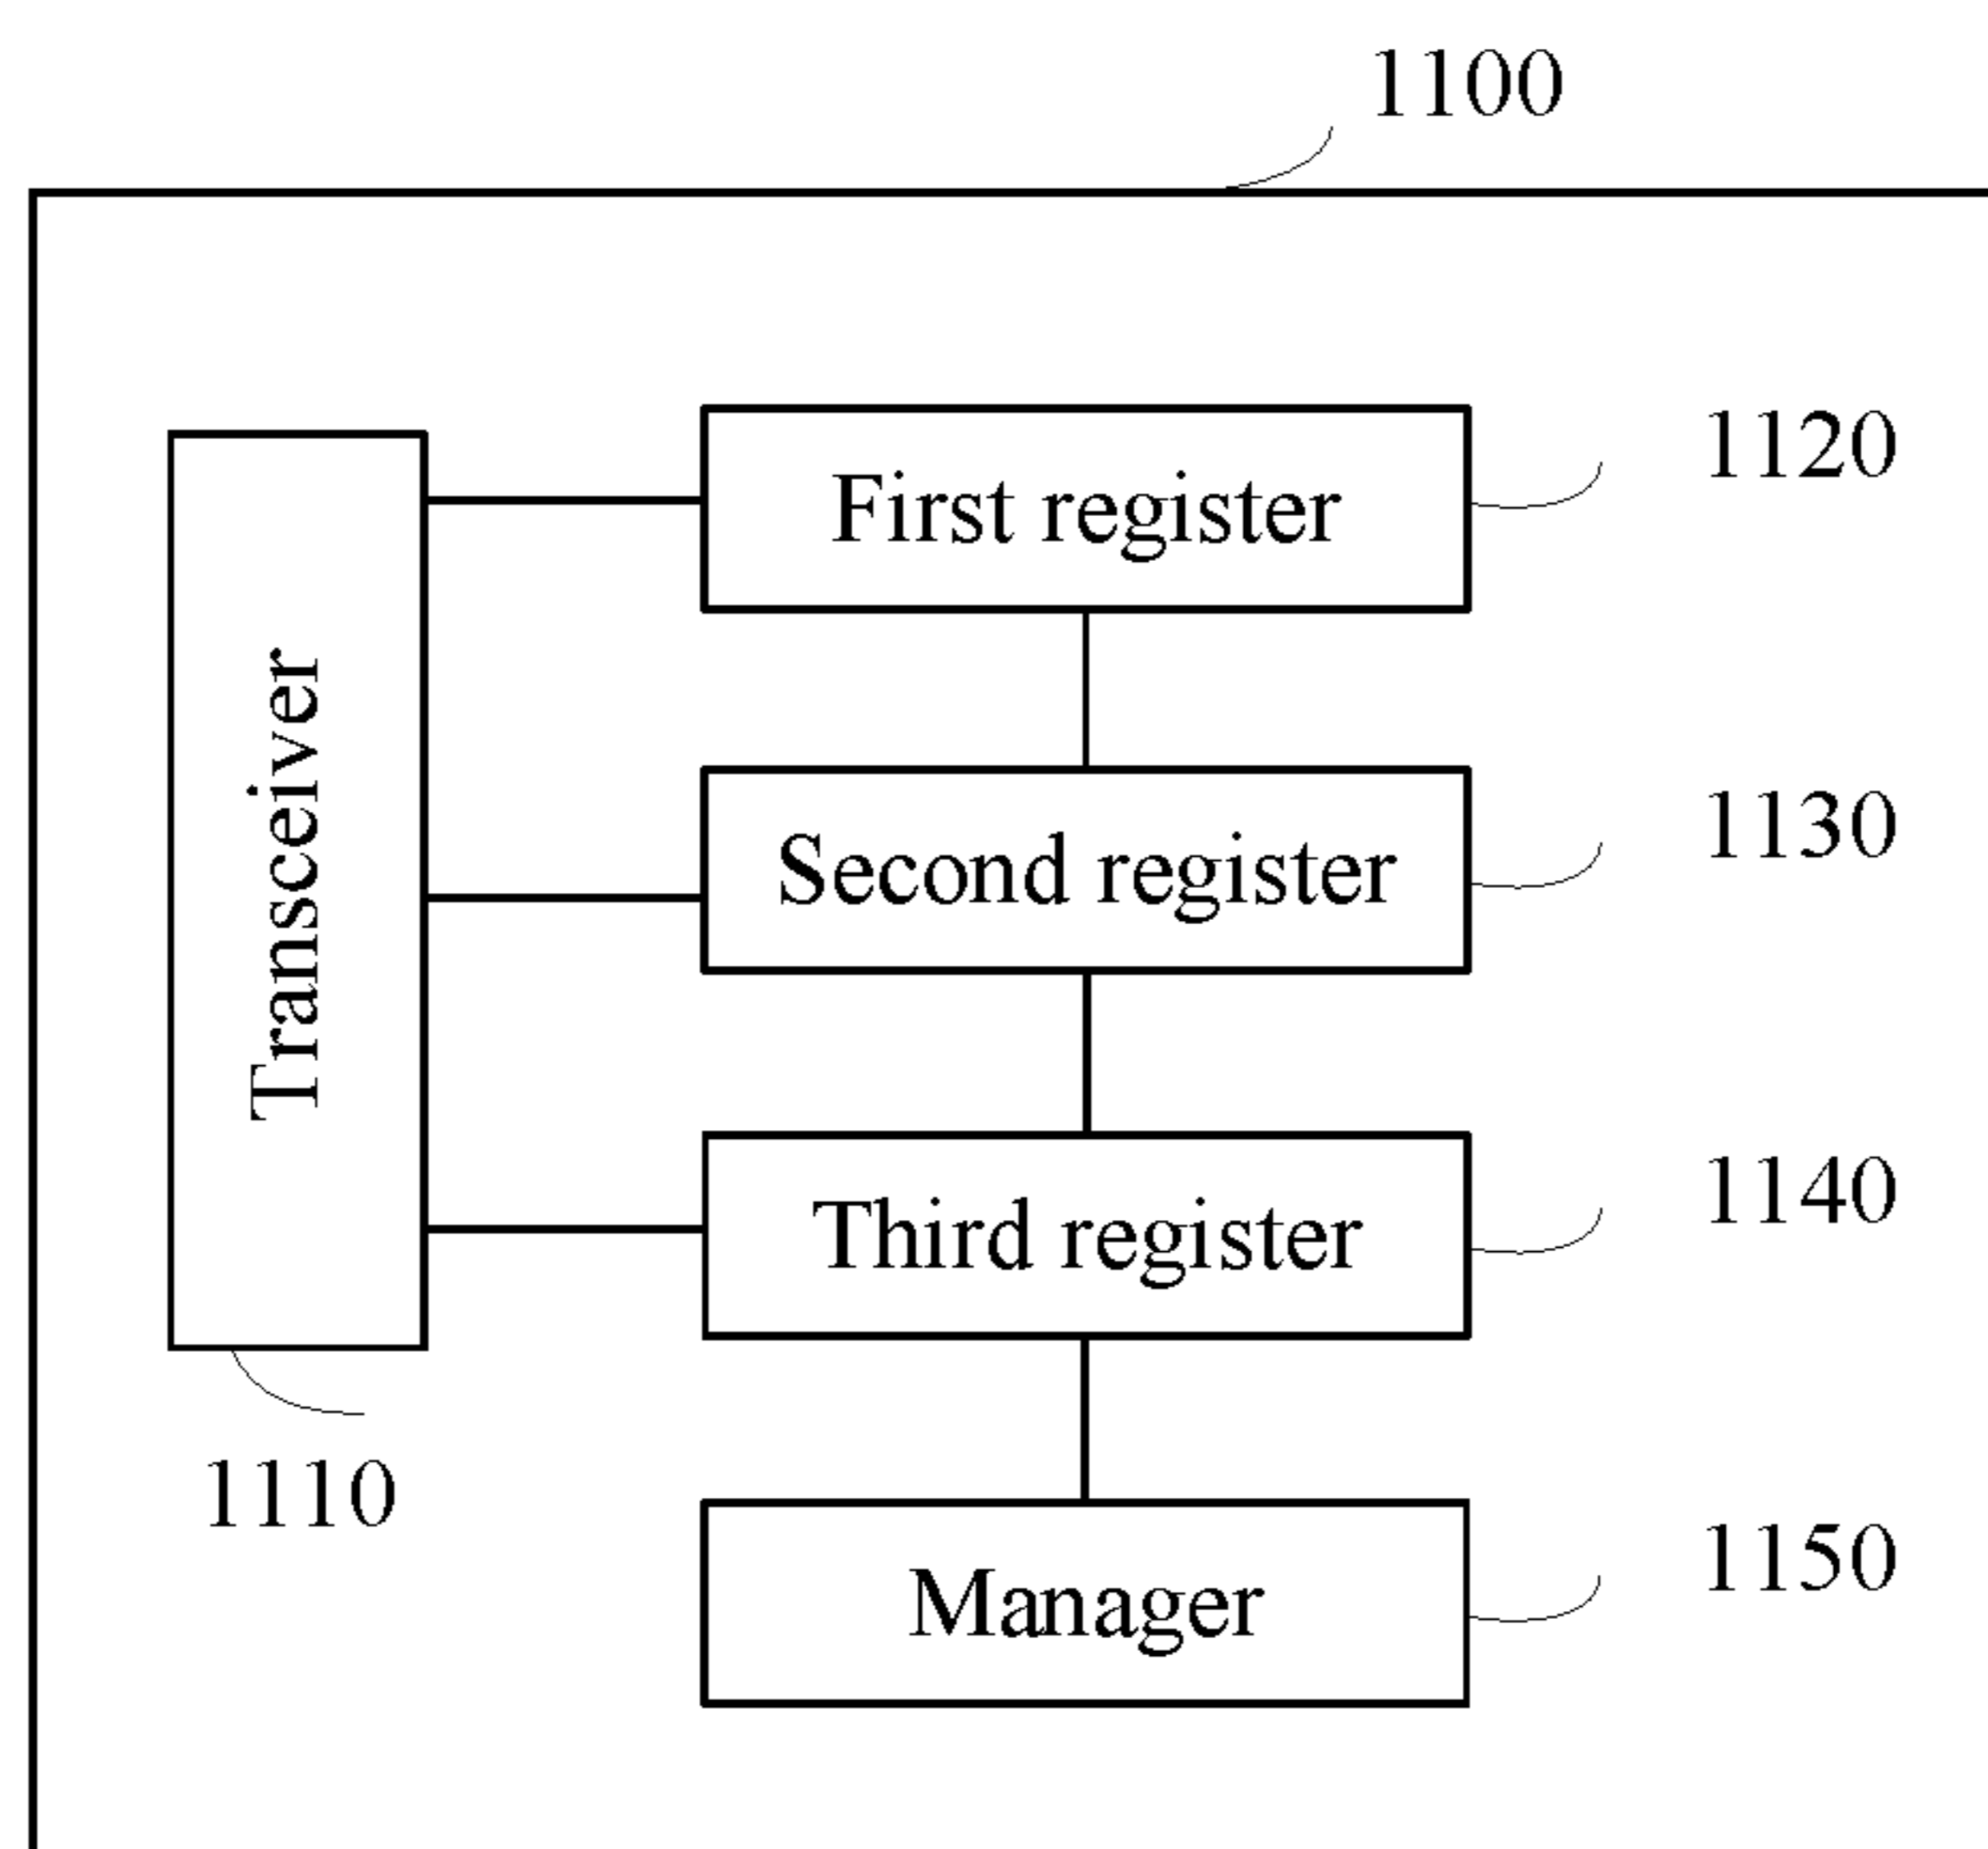 1100
First register
1120
Transceiver
Second register
1130
Third register
1140
1110
Manager
1150